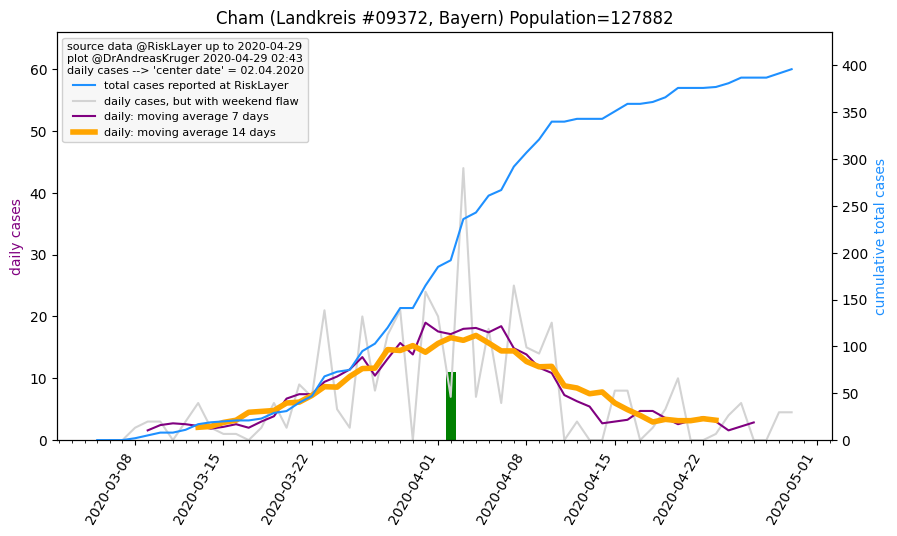 Cham (Landkreis #09372, Bayern) Population=127882
source data @RiskLayer up to 2020-04-29
plot @DrAndreasKruger 2020-04-29 02:43
daily cases --> 'center date' = 02.04.2020
total cases reported at RiskLayer
daily cases, but with weekend flaw
daily: moving average 7 days
daily: moving average 14 days
daily cases
60
50
40
30
20
10
0
cumulative total cases
400
350
300
250
200
150
100
50
0
2020-03-08
2020-03-15
2020-03-22
2020-04-01
2020-04-08
2020-04-15
2020-04-22
2020-05-01